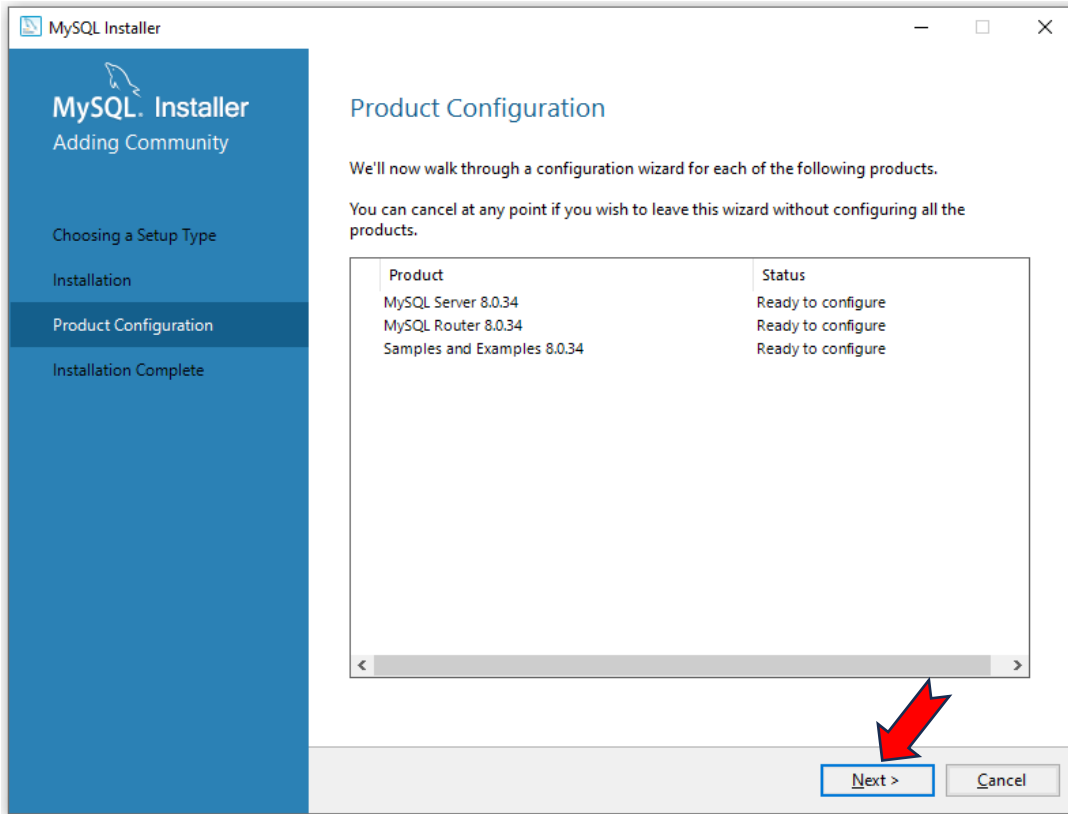 MySQL Installer
MySQL. Installer
Adding Community
Choosing a Setup Type
Installation
Product Configuration
Installation Complete
Product Configuration
We'll now walk through a configuration wizard for each of the following products.
You can cancel at any point if you wish to leave this wizard without configuring all the
products.
Product Status
MySQL Server 8.0.34 Ready to configure
MySQL Router 8.0.34 Ready to configure
Samples and Examples 8.0.34 Ready to configure
Next > Cancel